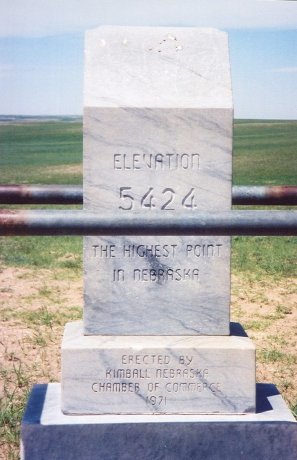 ELEVATION
5424
THE HIGHEST POINT
IN NEBRASKA
ERECTED BY
KIMBALL NEBRASKA
CHAMBER OF COMMERCE
1971